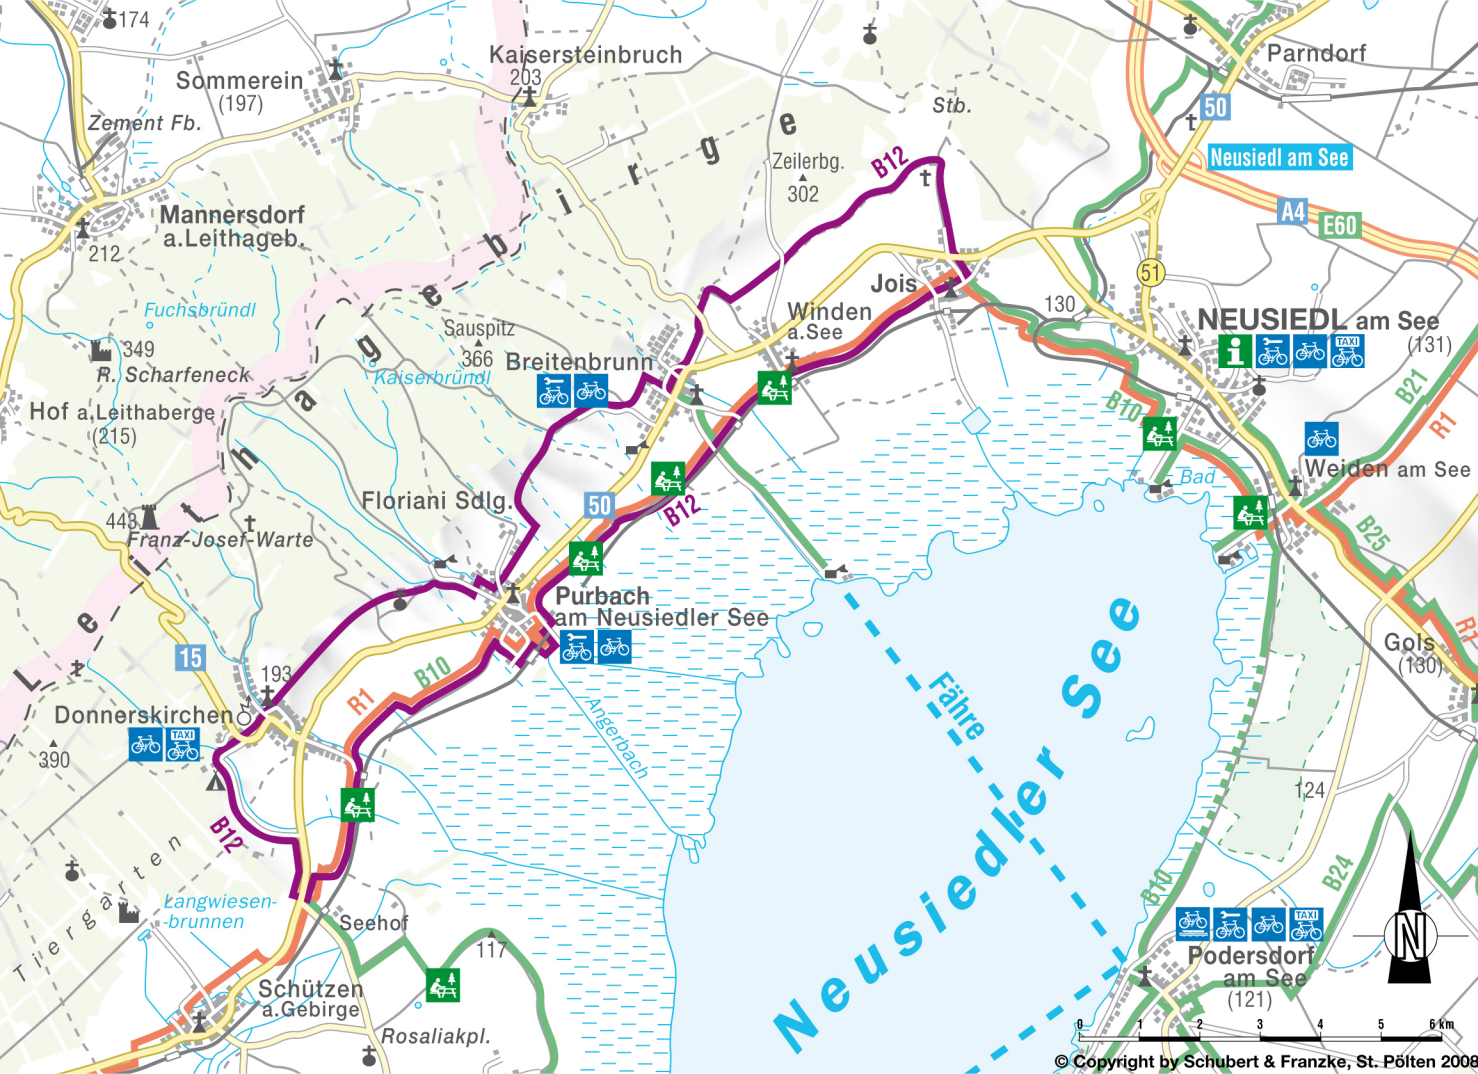 174
Sommerein
(197)
Kaisersteinbruch
203
Zement Fb.
Stb.
Parndorf
50
Neusiedl am See
Zeilerbg.
302
B12
Mannersdorf
a.Leithageb.
212
A4
E60
51
Leithagebirge
Fuchsbründl
349
R. Scharfeneck
Sauspitz
366
Kaiserbründl
Breitenbrunn
Jois
Winden
a.See
130
NEUSIEDL am See
(131)
TAXI
B21
R1
B10
Hof a.Leithaberge
(215)
Weiden am See
Bad
443
Franz-Josef-Warte
Floriani Sdlg.
50
B12
B25
Purbach
am Neusiedler See
15
193
R1
B10
Donnerskirchen
TAXI
390
Angerbach
Fähre
Neusiedler See
Gols
(130)
R1
124
B24
B10
B12
Tiergarten
Langwiesen-
-brunnen
Seehof
117
Schützen
a.Gebirge
Rosaliakpl.
TAXI
Podersdorf
am See
(121)
N
0 1 2 3 4 5 6 km
© Copyright by Schubert & Franzke, St. Pölten 2008